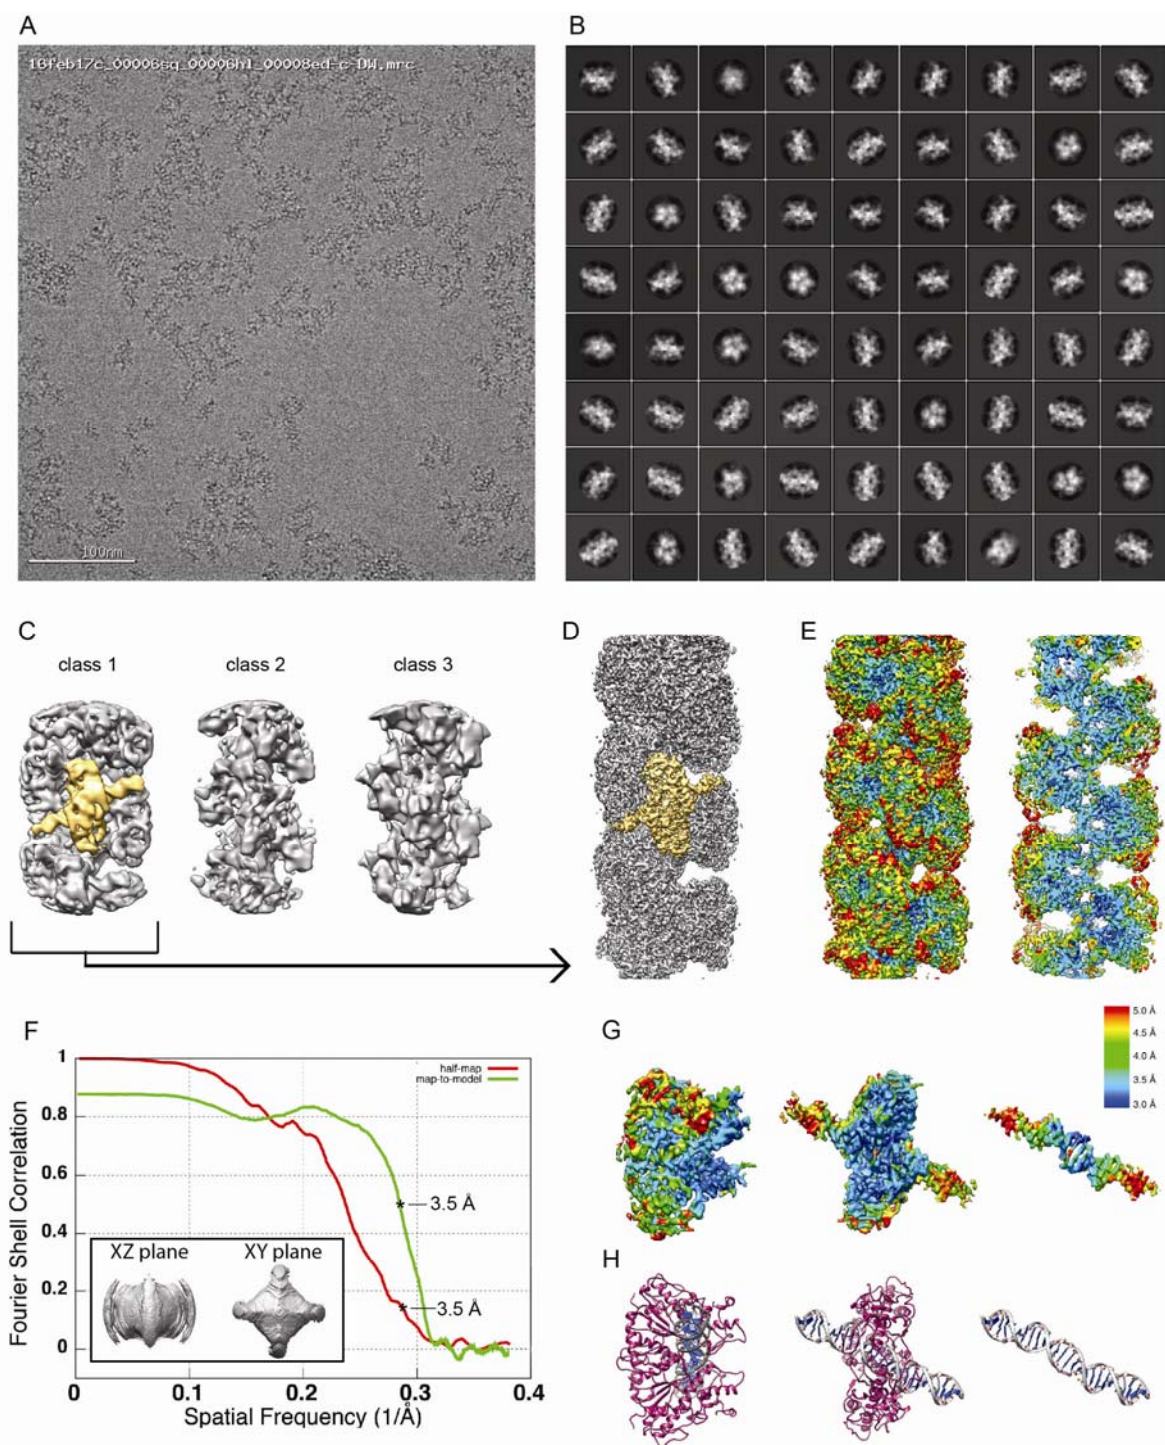 A
B
16feb17c_00006sq_00006hl_00008ed-c-DW.mrc
100nm
C
D
E
class 1
class 2
class 3
F
G
5.0 Å
4.5 Å
4.0 Å
3.5 Å
3.0 Å
H
Fourier Shell Correlation
1
0.8
0.6
0.4
0.2
0
half-map
map-to-model
* 3.5 Å
* 3.5 Å
XZ plane
XY plane
0
0.1
0.2
0.3
0.4
Spatial Frequency (1/Å)